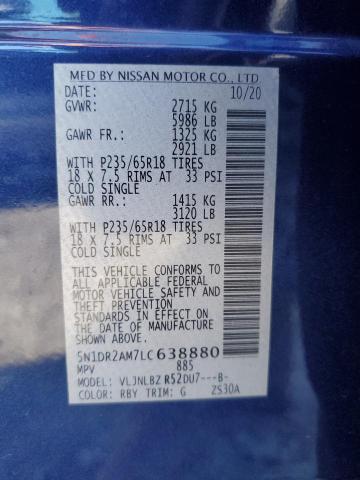 MFD BY NISSAN MOTOR CO., LTD
DATE: 10/20
GVWR: 2715 KG
5986 LB
GAWR FR: 1325 KG
2921 LB
WITH P235/65R18 TIRES
18 X 7.5 RIMS AT 33 PSI
COLD SINGLE
GAWR RR: 1415 KG
3120 LB
WITH P235/65R18 TIRES
18 X 7.5 RIMS AT 33 PSI
COLD SINGLE
THIS VEHICLE CONFORMS TO
ALL APPLICABLE FEDERAL
MOTOR VEHICLE SAFETY AND
THEFT PREVENTION
STANDARDS IN EFFECT ON
THE DATE OF MANUFACTURE
SHOWN ABOVE.
5N1DR2AM7LC638880
MPV 885
MODEL: VLJNLBZ R52DU7---B-
COLOR: RBY TRIM: G ZS30A